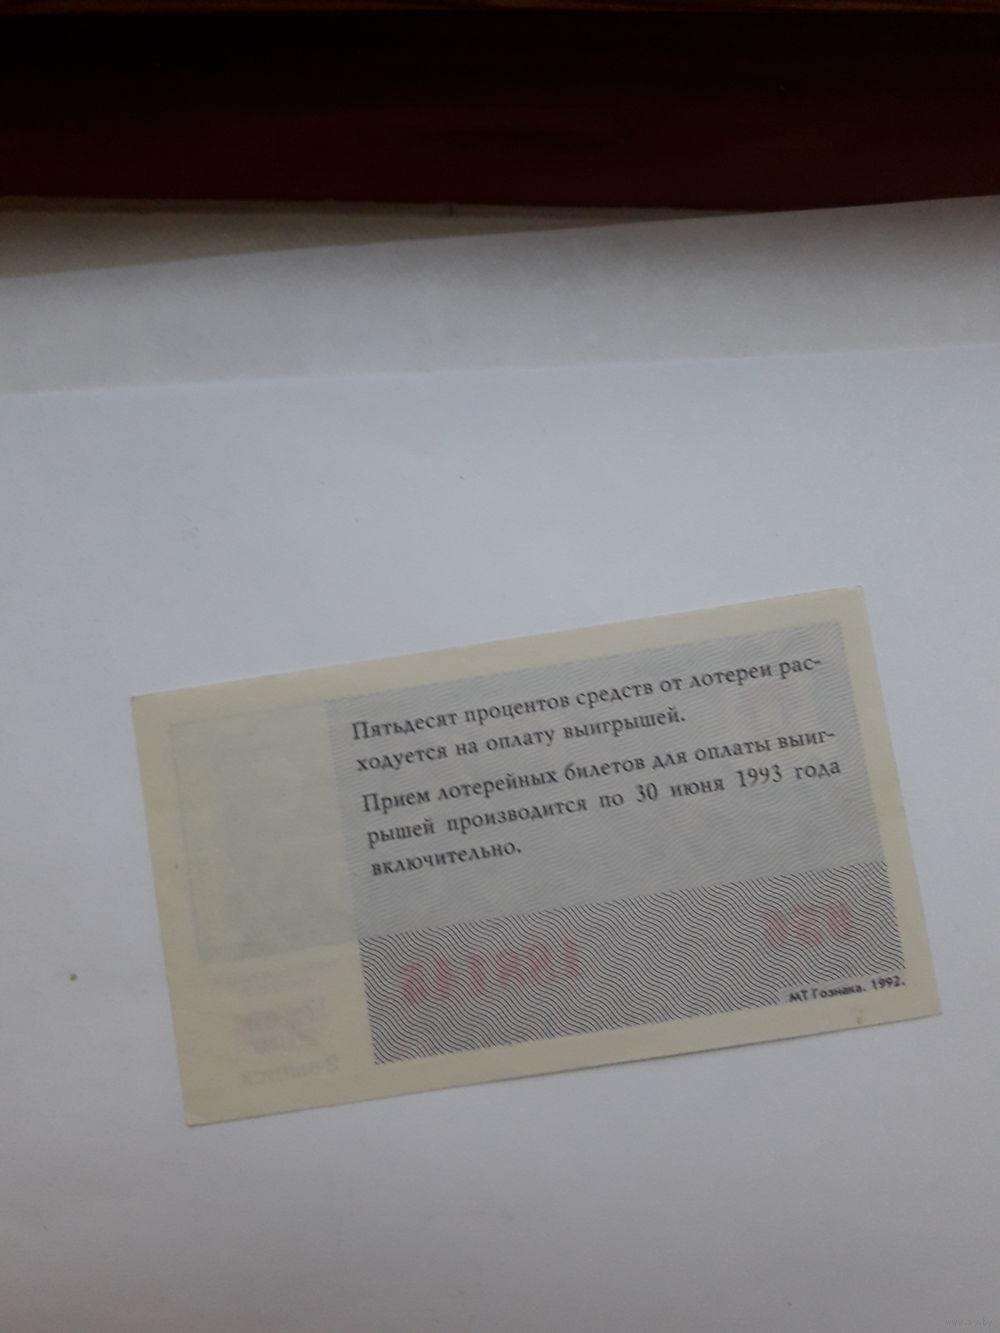 Пятьдесят процентов средств от лотереи рас-
ходуется на оплату выигрышей.
Прием лотерейных билетов для оплаты выиг-
рышей производится по 30 июня 1993 года
включительно.
МТ Гознака. 1992.